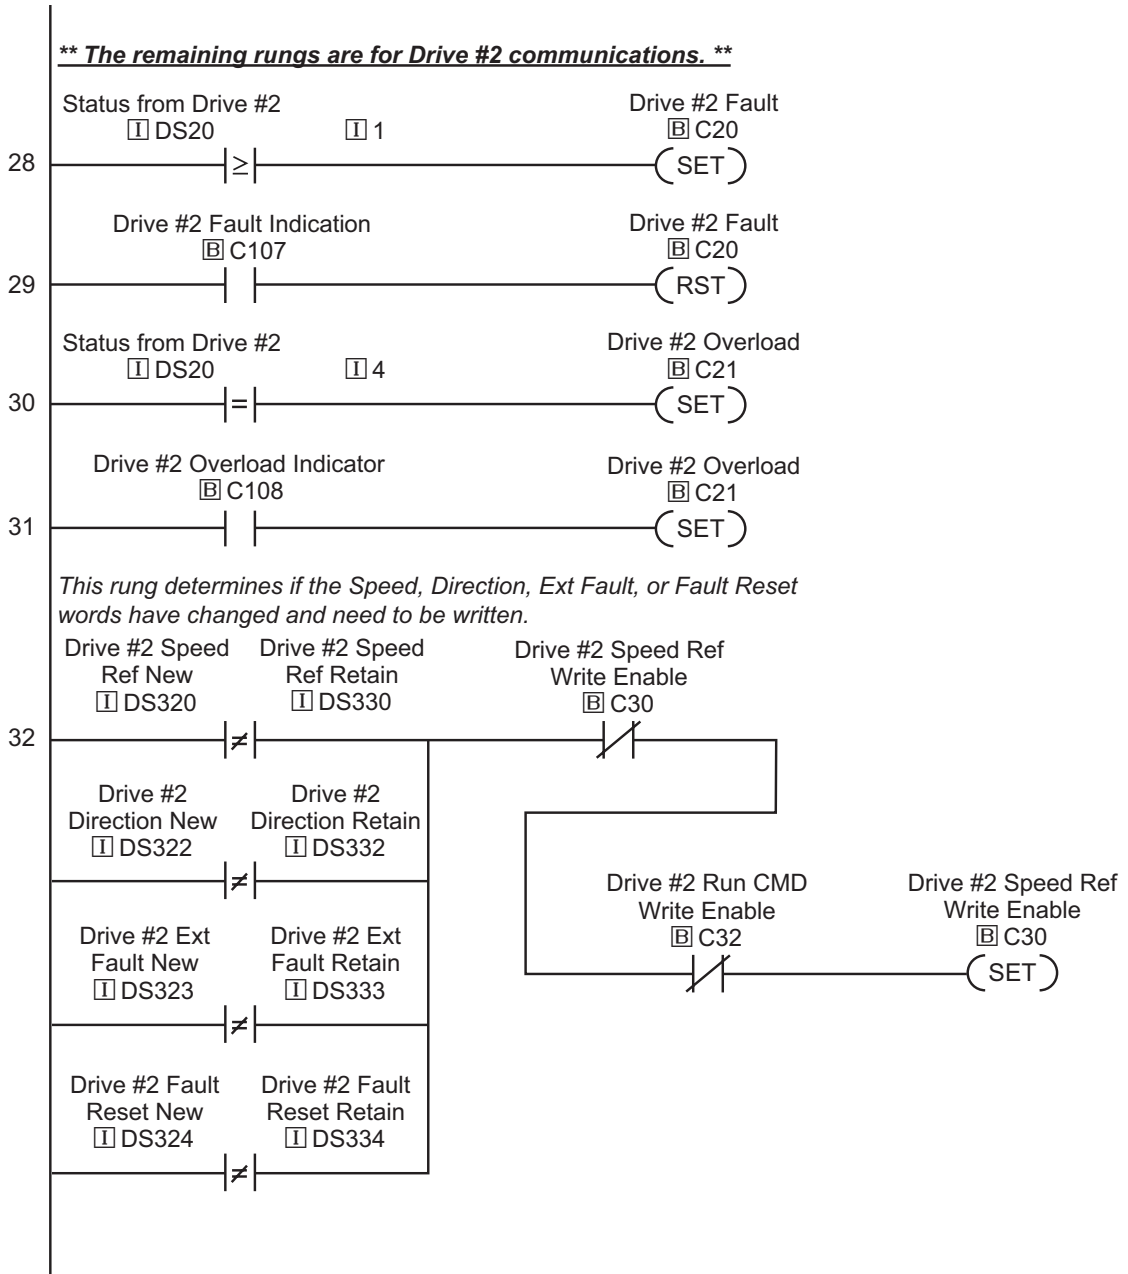 ** The remaining rungs are for Drive #2 communications. **
Status from Drive #2
I DS20 I 1
Drive #2 Fault
B C20
28
≥
SET
Drive #2 Fault Indication
B C107
Drive #2 Fault
B C20
29
RST
Status from Drive #2
I DS20 I 4
Drive #2 Overload
B C21
30
=
SET
Drive #2 Overload Indicator
B C108
Drive #2 Overload
B C21
31
SET
This rung determines if the Speed, Direction, Ext Fault, or Fault Reset
words have changed and need to be written.
Drive #2 Speed
Ref New
I DS320
Drive #2 Speed
Ref Retain
I DS330
Drive #2 Speed Ref
Write Enable
B C30
32
≠
Drive #2
Direction New
I DS322
Drive #2
Direction Retain
I DS332
≠
Drive #2 Run CMD
Write Enable
B C32
Drive #2 Speed Ref
Write Enable
B C30
SET
Drive #2 Ext
Fault New
I DS323
Drive #2 Ext
Fault Retain
I DS333
≠
Drive #2 Fault
Reset New
I DS324
Drive #2 Fault
Reset Retain
I DS334
≠